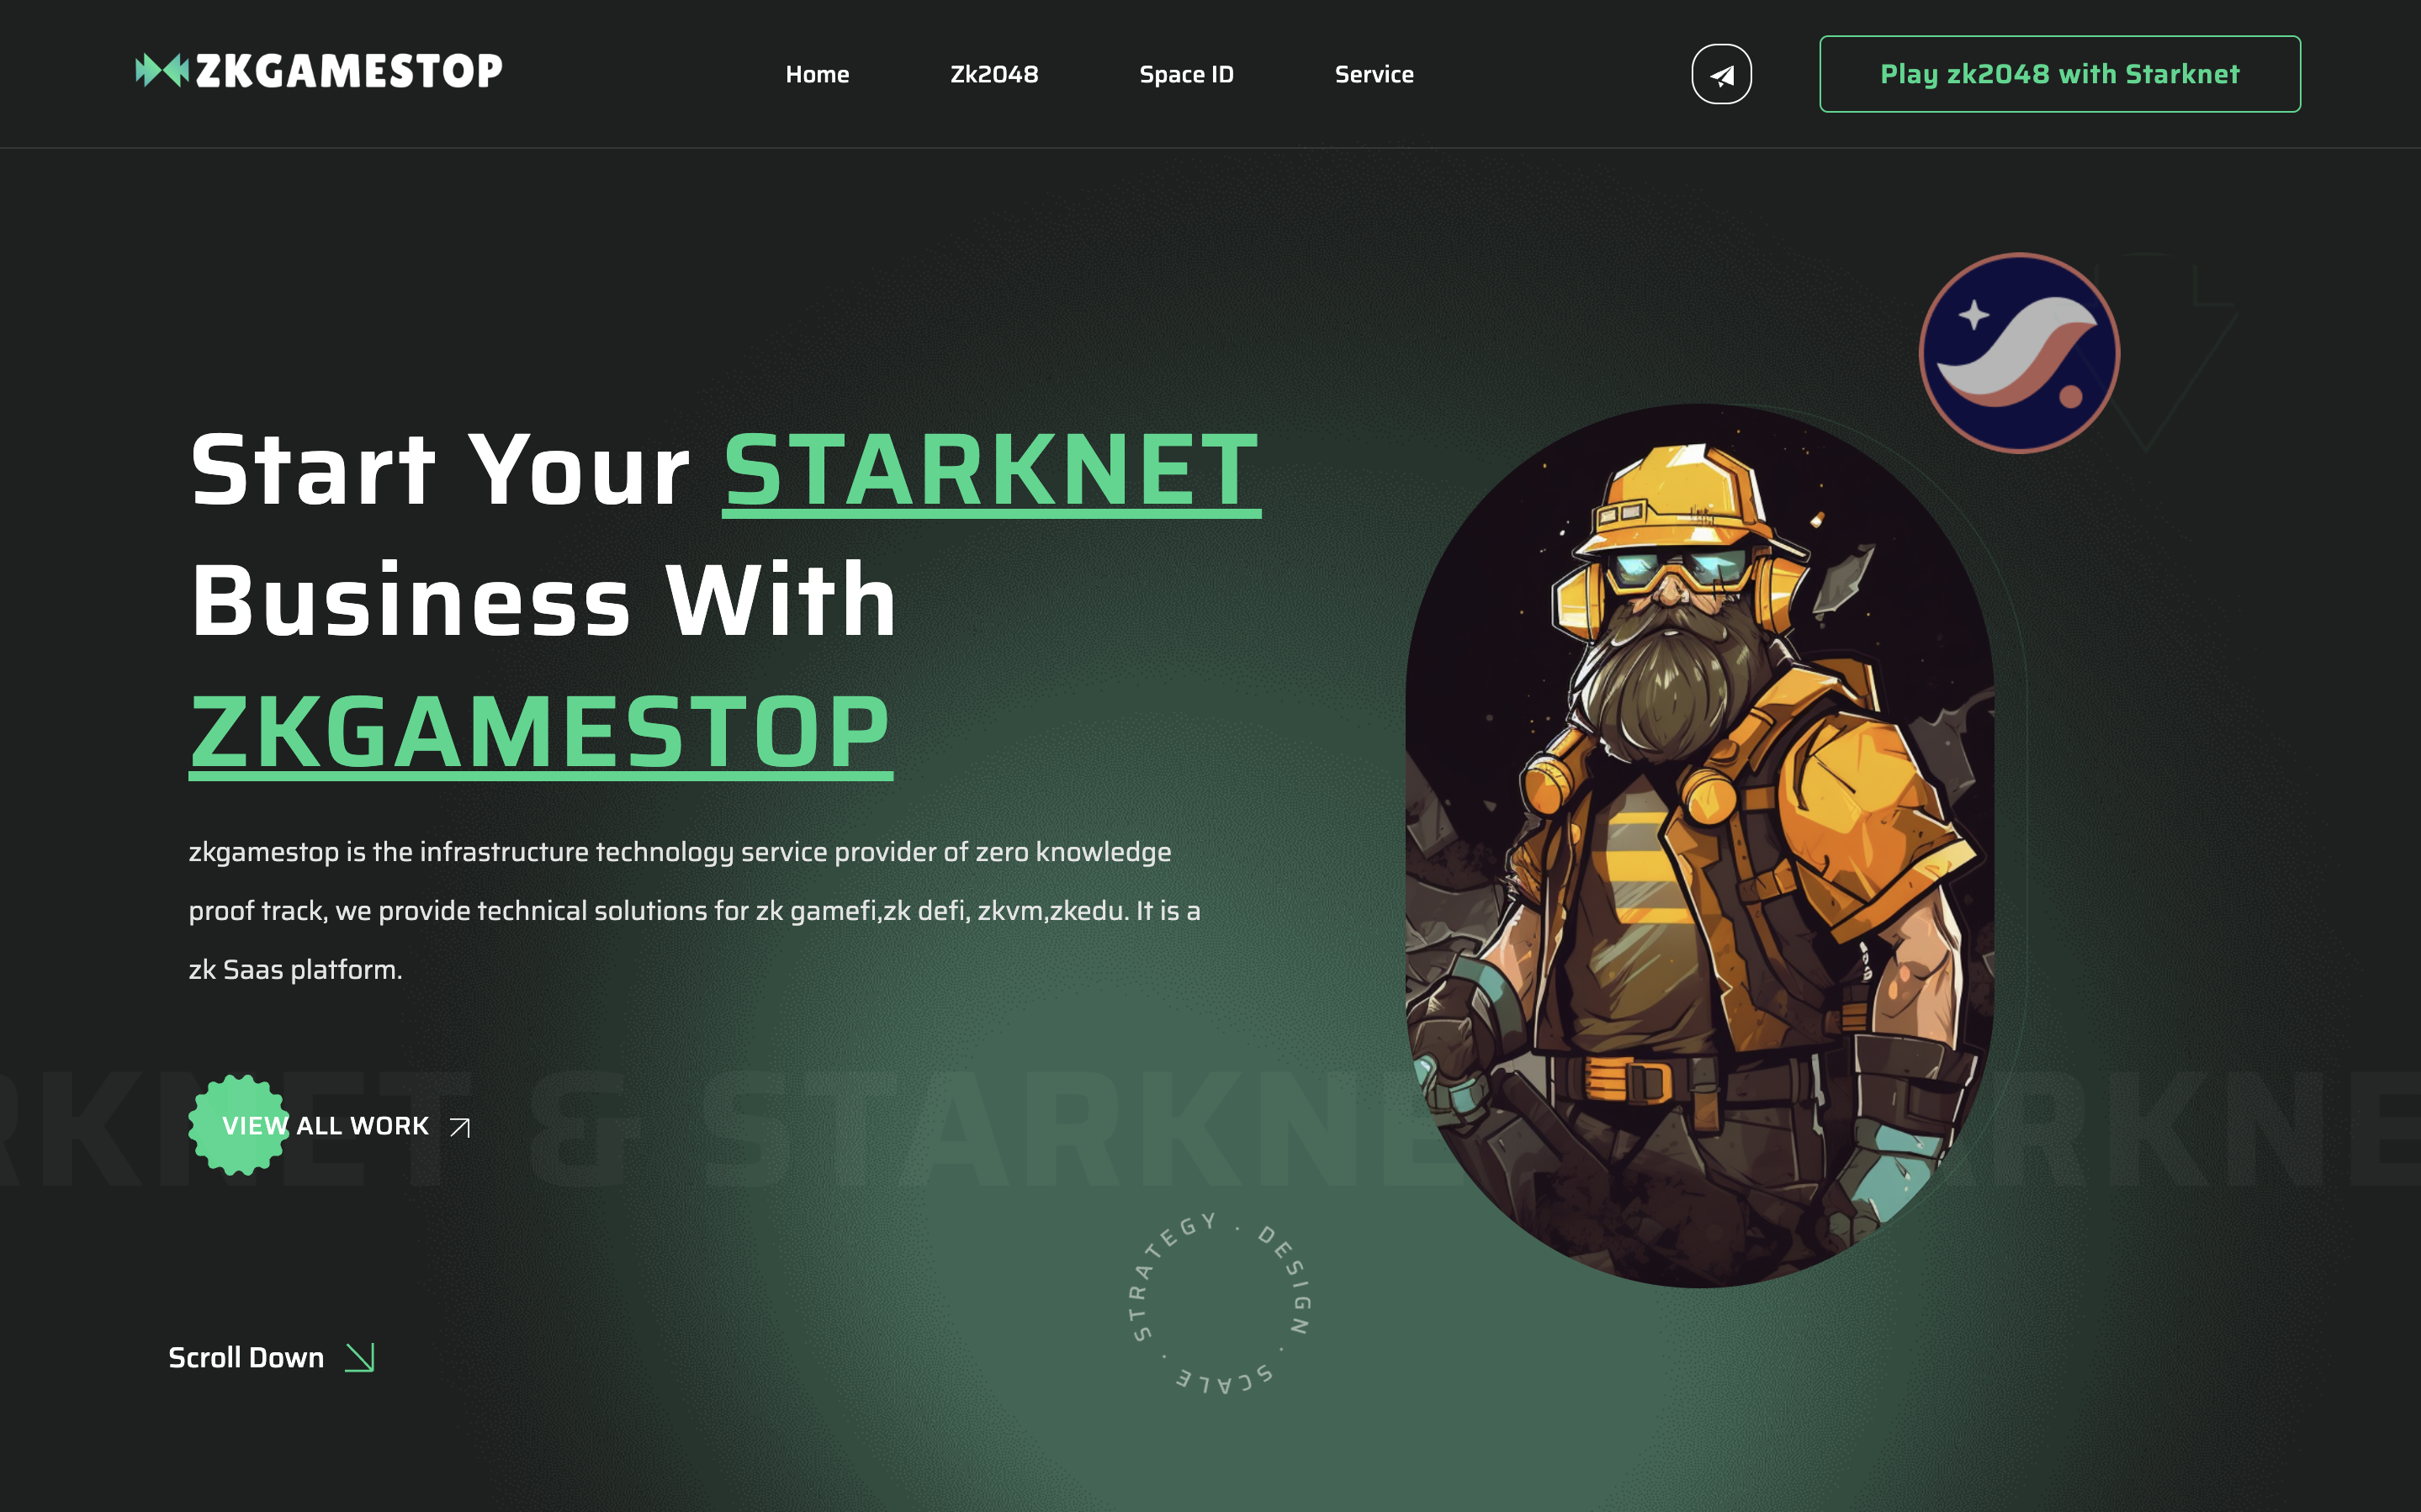 ZKGAMESTOP
Home
Zk2048
Space ID
Service
Play zk2048 with Starknet
Start Your STARKNET
Business With
ZKGAMESTOP
zkgamestop is the infrastructure technology service provider of zero knowledge
proof track, we provide technical solutions for zk gamefi,zk defi, zkvm,zkedu. It is a
zk Saas platform.
RKNET & STARKNE ARKNE
VIEW ALL WORK
STRATEGY . DESIGN . SCALE .
Scroll Down